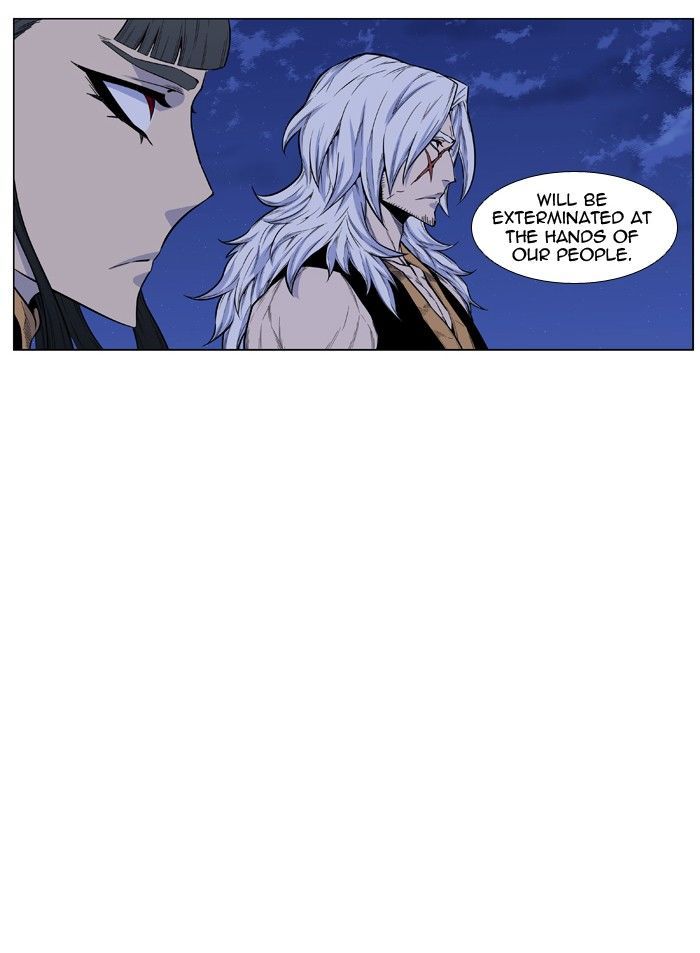 WILL BE
EXTERMINATED AT
THE HANDS OF
OUR PEOPLE.